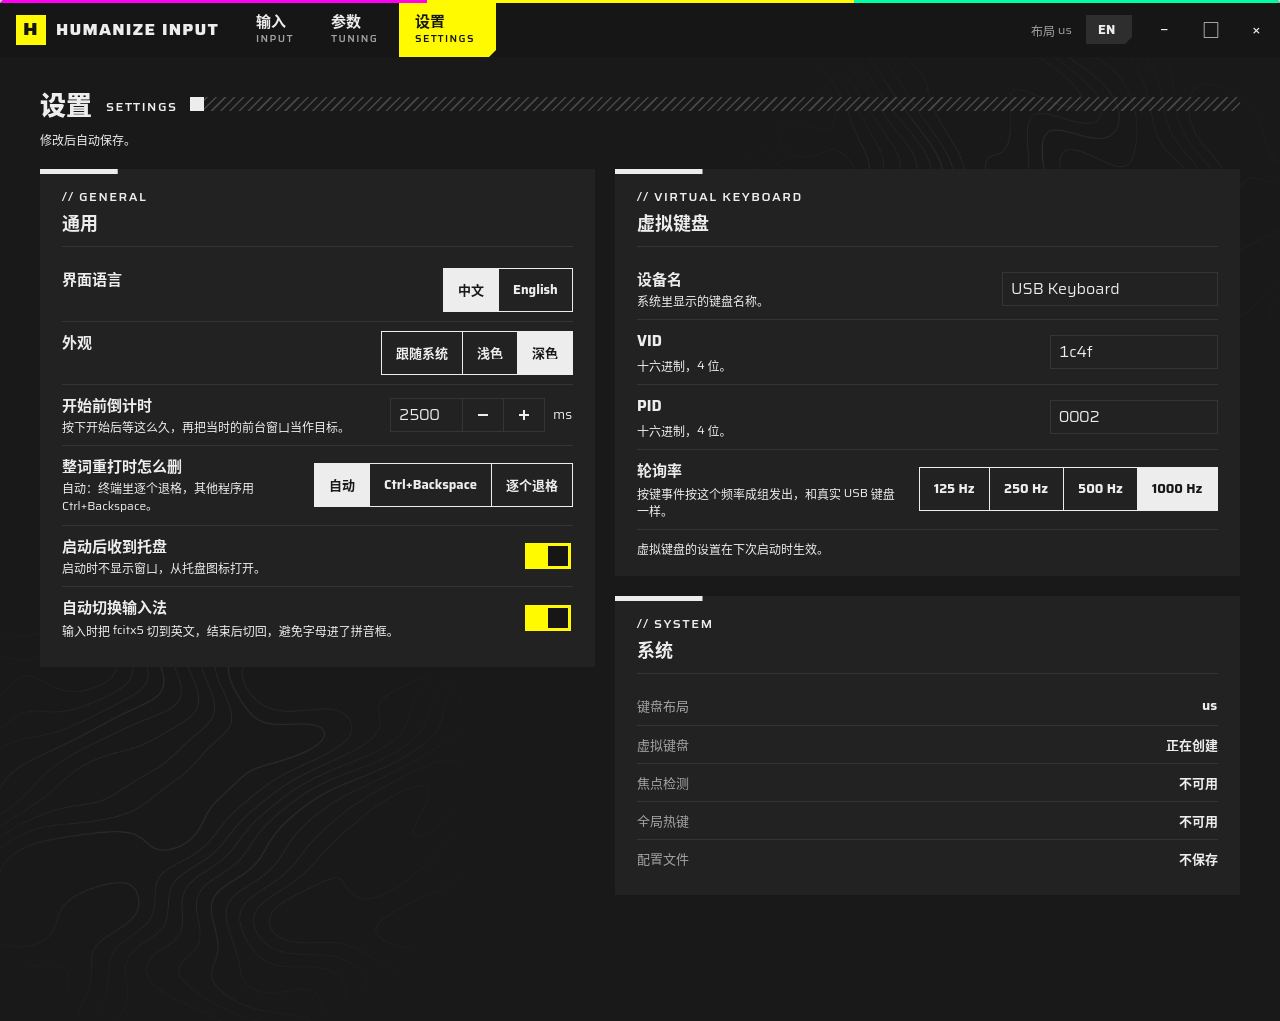 H HUMANIZE INPUT
输入
INPUT
参数
TUNING
设置
SETTINGS
布局 us
EN
设置 SETTINGS
修改后自动保存。
// GENERAL
通用
界面语言
中文 English
外观
跟随系统 浅色 深色
开始前倒计时
按下开始后等这么久，再把当时的前台窗口当作目标。
2500 − + ms
整词重打时怎么删
自动：终端里逐个退格，其他程序用
Ctrl+Backspace。
自动 Ctrl+Backspace 逐个退格
启动后收到托盘
启动时不显示窗口，从托盘图标打开。
自动切换输入法
输入时把 fcitx5 切到英文，结束后切回，避免字母进了拼音框。
// VIRTUAL KEYBOARD
虚拟键盘
设备名
系统里显示的键盘名称。
USB Keyboard
VID
十六进制，4 位。
1c4f
PID
十六进制，4 位。
0002
轮询率
按键事件按这个频率成组发出，和真实 USB 键盘
一样。
125 Hz 250 Hz 500 Hz 1000 Hz
虚拟键盘的设置在下次启动时生效。
// SYSTEM
系统
键盘布局 us
虚拟键盘 正在创建
焦点检测 不可用
全局热键 不可用
配置文件 不保存